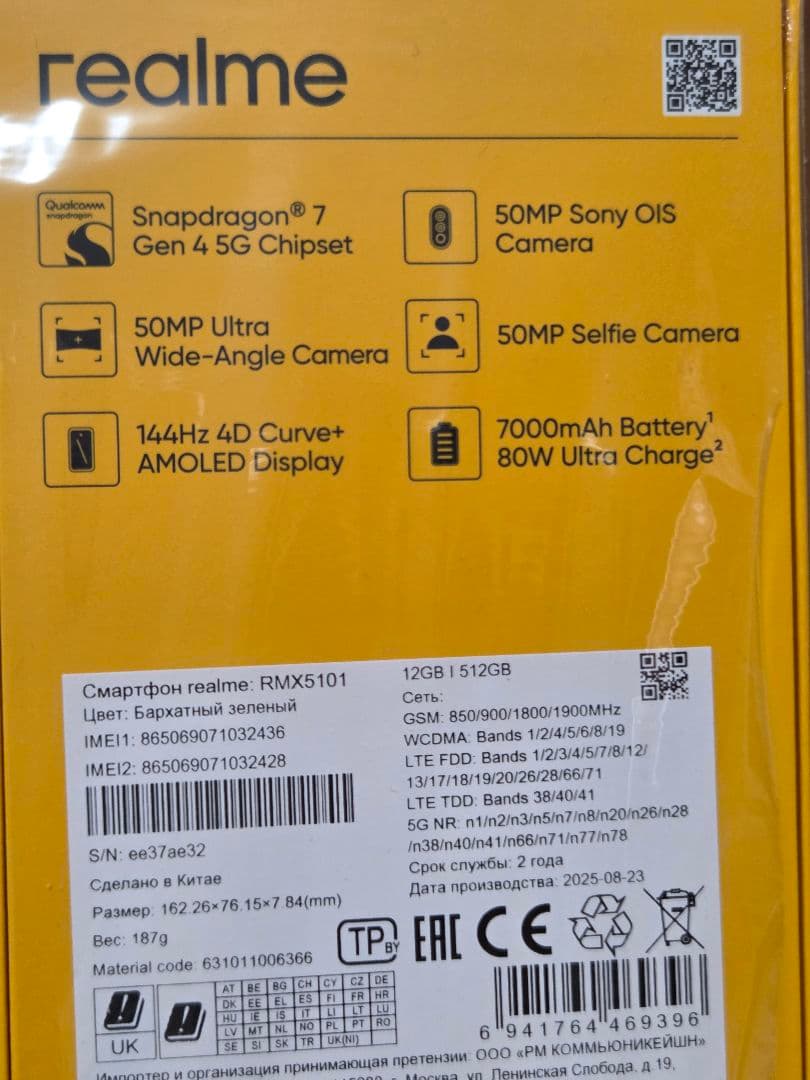 realme
Qualcomm
snapdragon
Snapdragon® 7
Gen 4 5G Chipset
50MP Sony OIS
Camera
50MP Ultra
Wide-Angle Camera
50MP Selfie Camera
144Hz 4D Curve+
AMOLED Display
7000mAh Battery¹
80W Ultra Charge²
Смартфон realme: RMX5101
Цвет: Бархатный зеленый
IMEI1: 865069071032436
IMEI2: 865069071032428
S/N: ee37ae32
Сделано в Китае
Размер: 162.26×76.15×7.84(mm)
Вес: 187g
Material code: 631011006366
12GB | 512GB
Сеть:
GSM: 850/900/1800/1900MHz
WCDMA: Bands 1/2/4/5/6/8/19
LTE FDD: Bands 1/2/3/4/5/7/8/12/
13/17/18/19/20/26/28/66/71
LTE TDD: Bands 38/40/41
5G NR: n1/n2/n3/n5/n7/n8/n20/n26/n28
/n38/n40/n41/n66/n71/n77/n78
Срок службы: 2 года
Дата производства: 2025-08-23
TP BY EAC CE
UK
AT BE BG CH CY CZ DE
DK EE EL ES FI FR HR
HU IE IS IT LI LT LU
LV MT NL NO PL PT RO
SE SI SK TR UK(NI)
6 941764 469396
Импортер и организация принимающая претензии: ООО «РМ КОММЬЮНИКЕЙШН»
Москва, ул. Ленинская Слобода, д.19,